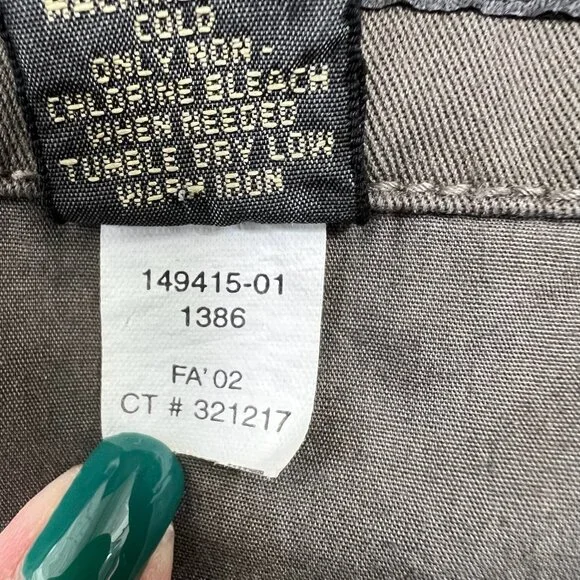 COLD
ONLY NON-
CHLORINE BLEACH
WHEN NEEDED
TUMBLE DRY LOW
WARM IRON
149415-01
1386
FA' 02
CT # 321217